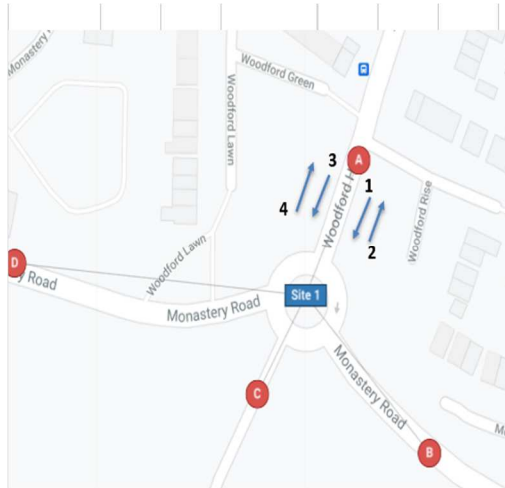 Monastery
Woodford Green
Woodford Lawn
A
3
1
4
2
Woodford H
Woodford Rise
Woodford Lawn
D
Road
Site 1
Monastery Road
Monastery Road
C
B